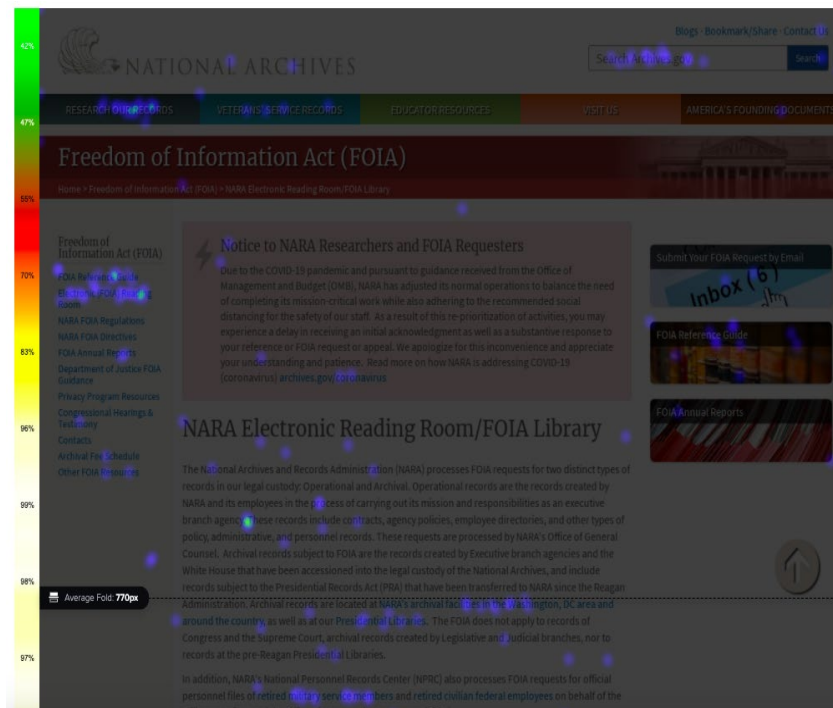 Blogs · Bookmark/Share · Contact Us
42%
NATIONAL ARCHIVES
Search Archives.gov
Search
RESEARCH OUR RECORDS
VETERANS' SERVICE RECORDS
EDUCATOR RESOURCES
VISIT US
AMERICA'S FOUNDING DOCUMENTS
47%
Freedom of Information Act (FOIA)
Home > Freedom of Information Act (FOIA) > NARA Electronic Reading Room/FOIA Library
55%
Freedom of
Information Act (FOIA)
FOIA Reference Guide
Electronic (FOIA) Reading
Room
NARA FOIA Regulations
NARA FOIA Directives
FOIA Annual Reports
Department of Justice FOIA
Guidance
Privacy Program Resources
Congressional Hearings &
Testimony
Contacts
Archival Fee Schedule
Other FOIA Resources
70%
83%
96%
99%
98%
97%
Notice to NARA Researchers and FOIA Requesters
Due to the COVID-19 pandemic and pursuant to guidance received from the Office of
Management and Budget (OMB), NARA has adjusted its normal operations to balance the need
of completing its mission-critical work while also adhering to the recommended social
distancing for the safety of our staff. As a result of this re-prioritization of activities, you may
experience a delay in receiving an initial acknowledgment as well as a substantive response to
your reference or FOIA request or appeal. We apologize for this inconvenience and appreciate
your understanding and patience. Read more on how NARA is addressing COVID-19
(coronavirus) archives.gov/coronavirus
Submit Your FOIA Request by Email
Inbox (6)
FOIA Reference Guide
FOIA Annual Reports
NARA Electronic Reading Room/FOIA Library
The National Archives and Records Administration (NARA) processes FOIA requests for two distinct types of
records in our legal custody: Operational and Archival. Operational records are the records created by
NARA and its employees in the process of carrying out its mission and responsibilities as an executive
branch agency. These records include contracts, agency policies, employee directories, and other types of
policy, administrative, and personnel records. These requests are processed by NARA's Office of General
Counsel. Archival records subject to FOIA are the records created by Executive branch agencies and the
White House that have been accessioned into the legal custody of the National Archives, and include
records subject to the Presidential Records Act (PRA) that have been transferred to NARA since the Reagan
Average Fold: 770px
Administration. Archival records are located at NARA's archival facilities in the Washington, DC area and
around the country, as well as at our Presidential Libraries. The FOIA does not apply to records of
Congress and the Supreme Court, archival records created by Legislative and Judicial branches, nor to
records at the pre-Reagan Presidential Libraries.
In addition, NARA's National Personnel Records Center (NPRC) also processes FOIA requests for official
personnel files of retired military service members and retired civilian federal employees on behalf of the